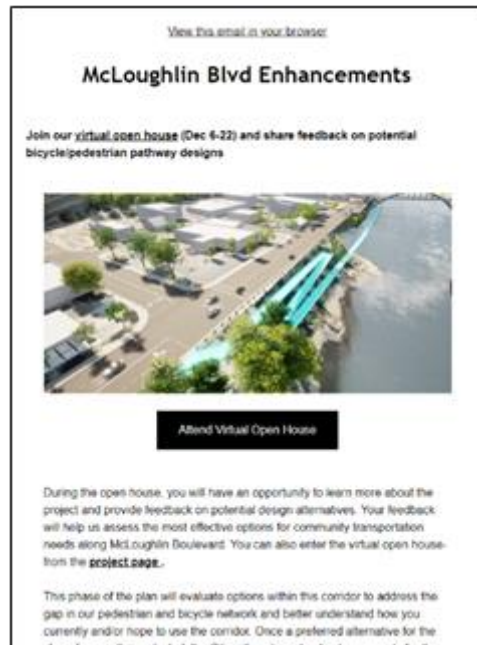 View this email in your browser
McLoughlin Blvd Enhancements
Join our virtual open house (Dec 6-22) and share feedback on potential
bicycle/pedestrian pathway designs
Attend Virtual Open House
During the open house, you will have an opportunity to learn more about the
project and provide feedback on potential design alternatives. Your feedback
will help us assess the most effective options for community transportation
needs along McLoughlin Boulevard. You can also enter the virtual open house
from the project page.
This phase of the plan will evaluate options within this corridor to address the
gap in our pedestrian and bicycle network and better understand how you
currently and/or hope to use the corridor. Once a preferred alternative for the